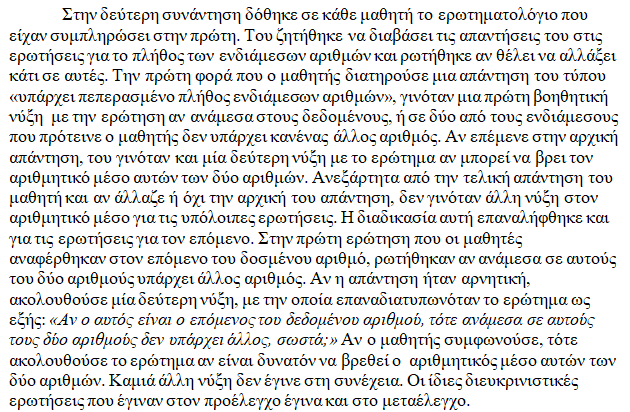 Στην δεύτερη συνάντηση δόθηκε σε κάθε μαθητή το ερωτηματολόγιο που
είχαν συμπληρώσει στην πρώτη. Του ζητήθηκε να διαβάσει τις απαντήσεις του στις
ερωτήσεις για το πλήθος των ενδιάμεσων αριθμών και ρωτήθηκε αν θέλει να αλλάξει
κάτι σε αυτές. Την πρώτη φορά που ο μαθητής διατηρούσε μια απάντηση του τύπου
«υπάρχει πεπερασμένο πλήθος ενδιάμεσων αριθμών», γινόταν μια πρώτη βοηθητική
νύξη με την ερώτηση αν ανάμεσα στους δεδομένους, ή σε δύο από τους ενδιάμεσους
που πρότεινε ο μαθητής δεν υπάρχει κανένας άλλος αριθμός. Αν επέμενε στην αρχική
απάντηση, του γινόταν και μία δεύτερη νύξη με το ερώτημα αν μπορεί να βρει τον
αριθμητικό μέσο αυτών των δύο αριθμών. Ανεξάρτητα από την τελική απάντηση του
μαθητή και αν άλλαζε ή όχι την αρχική του απάντηση, δεν γινόταν άλλη νύξη στον
αριθμητικό μέσο για τις υπόλοιπες ερωτήσεις. Η διαδικασία αυτή επαναλήφθηκε και
για τις ερωτήσεις για τον επόμενο. Στην πρώτη ερώτηση που οι μαθητές
αναφέρθηκαν στον επόμενο του δοσμένου αριθμό, ρωτήθηκαν αν ανάμεσα σε αυτούς
του δύο αριθμούς υπάρχει άλλος αριθμός. Αν η απάντηση ήταν αρνητική,
ακολουθούσε μία δεύτερη νύξη, με την οποία επαναδιατυπωνόταν το ερώτημα ως
εξής: «Αν ο αυτός είναι ο επόμενος του δεδομένου αριθμού, τότε ανάμεσα σε αυτούς
τους δύο αριθμούς δεν υπάρχει άλλος, σωστά;» Αν ο μαθητής συμφωνούσε, τότε
ακολουθούσε το ερώτημα αν είναι δυνατόν να βρεθεί ο αριθμητικός μέσο αυτών των
δύο αριθμών. Καμιά άλλη νύξη δεν έγινε στη συνέχεια. Οι ίδιες διευκρινιστικές
ερωτήσεις που έγιναν στον προέλεγχο έγινα και στο μεταέλεγχο.